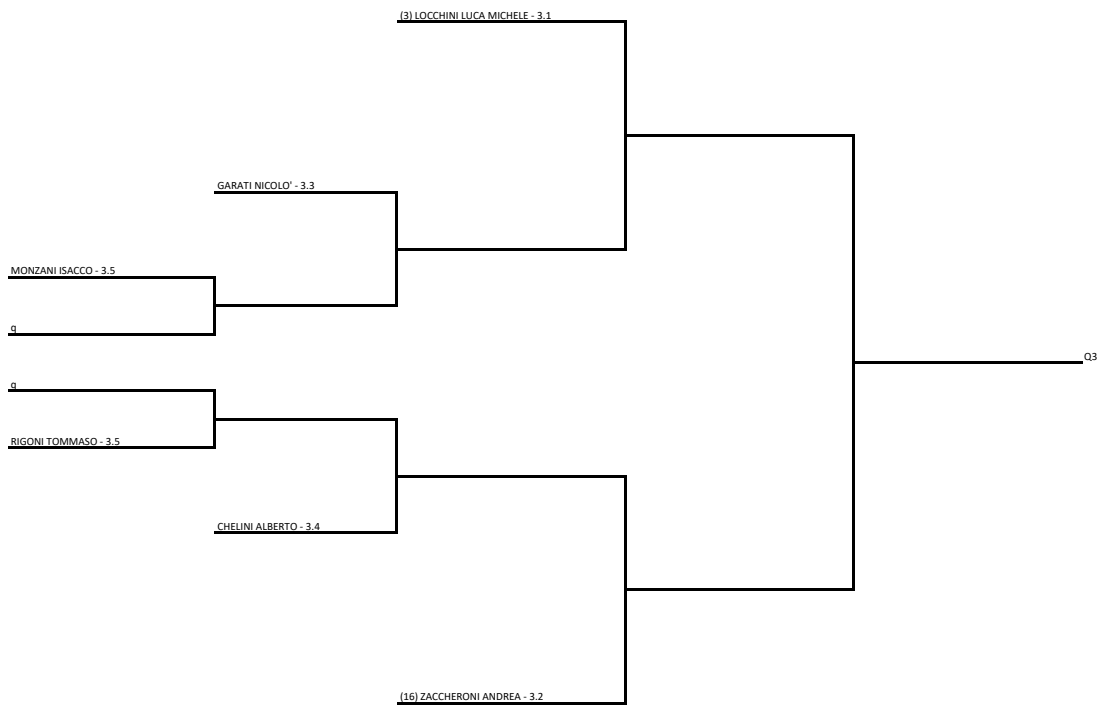 (3) LOCCHINI LUCA MICHELE - 3.1
GARATI NICOLO' - 3.3
MONZANI ISACCO - 3.5
q
Q3
q
RIGONI TOMMASO - 3.5
CHELINI ALBERTO - 3.4
(16) ZACCHERONI ANDREA - 3.2